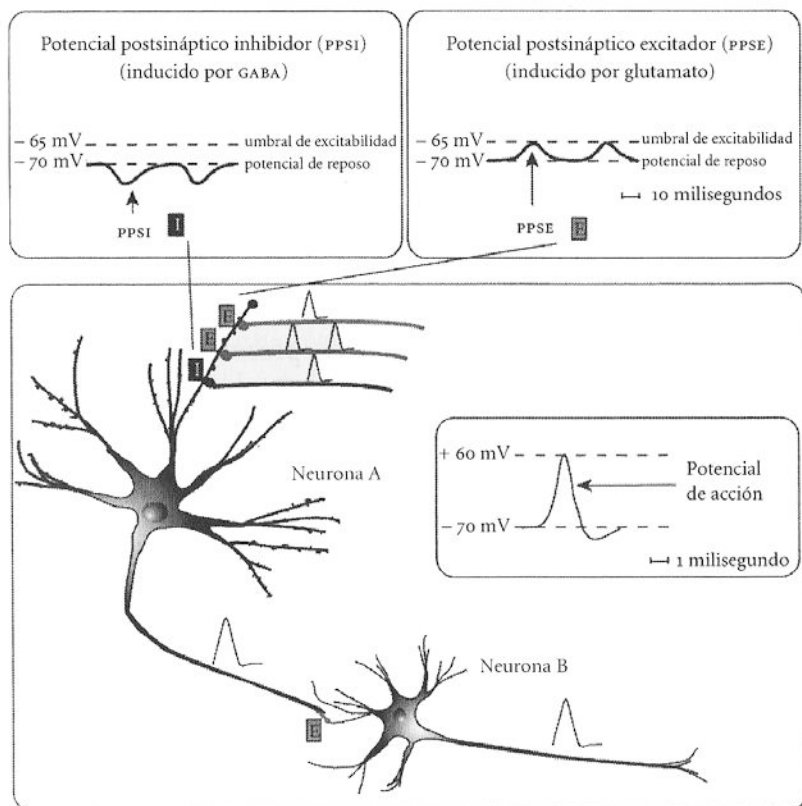 Potencial postsináptico inhibidor (PPSI)
(inducido por GABA)
− 65 mV
umbral de excitabilidad
− 70 mV
potencial de reposo
PPSI
I
Potencial postsináptico excitador (PPSE)
(inducido por glutamato)
− 65 mV
umbral de excitabilidad
− 70 mV
potencial de reposo
10 milisegundos
PPSE
E
E
E
I
Neurona A
+ 60 mV
Potencial
de acción
− 70 mV
1 milisegundo
Neurona B
E